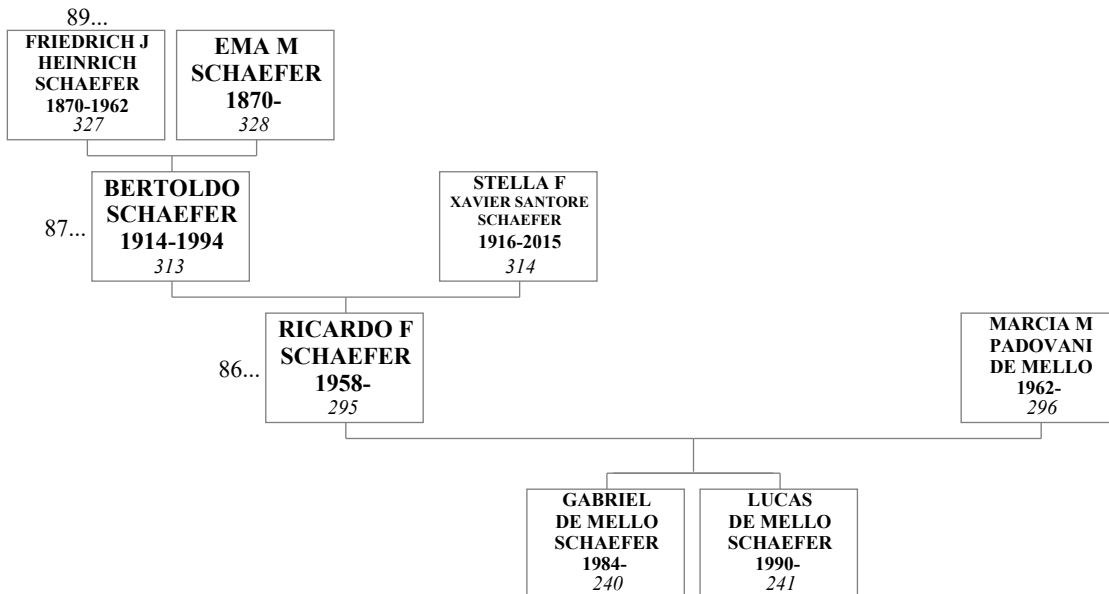 89...
FRIEDRICH J
HEINRICH
SCHAEFER
1870-1962
327
EMA M
SCHAEFER
1870-
328
87...
BERTOLDO
SCHAEFER
1914-1994
313
STELLA F
XAVIER SANTORE
SCHAEFER
1916-2015
314
86...
RICARDO F
SCHAEFER
1958-
295
MARCIA M
PADOVANI
DE MELLO
1962-
296
GABRIEL
DE MELLO
SCHAEFER
1984-
240
LUCAS
DE MELLO
SCHAEFER
1990-
241